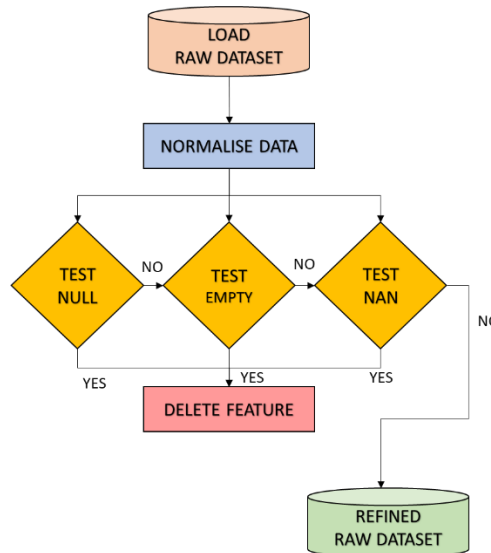 LOAD
RAW DATASET
NORMALISE DATA
TEST
NULL
NO
TEST
EMPTY
NO
TEST
NAN
NO
YES
YES
YES
DELETE FEATURE
REFINED
RAW DATASET